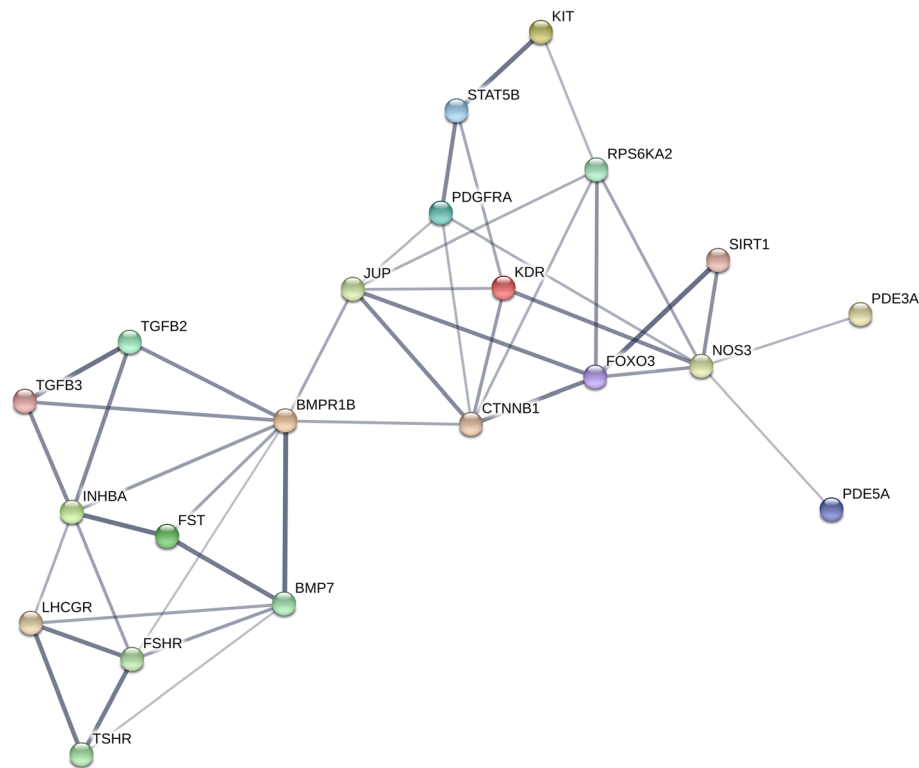 KIT
STAT5B
RPS6KA2
PDGFRA
SIRT1
JUP
KDR
PDE3A
TGFB2
NOS3
FOXO3
TGFB3
BMPR1B
CTNNB1
INHBA
PDE5A
FST
BMP7
LHCGR
FSHR
TSHR